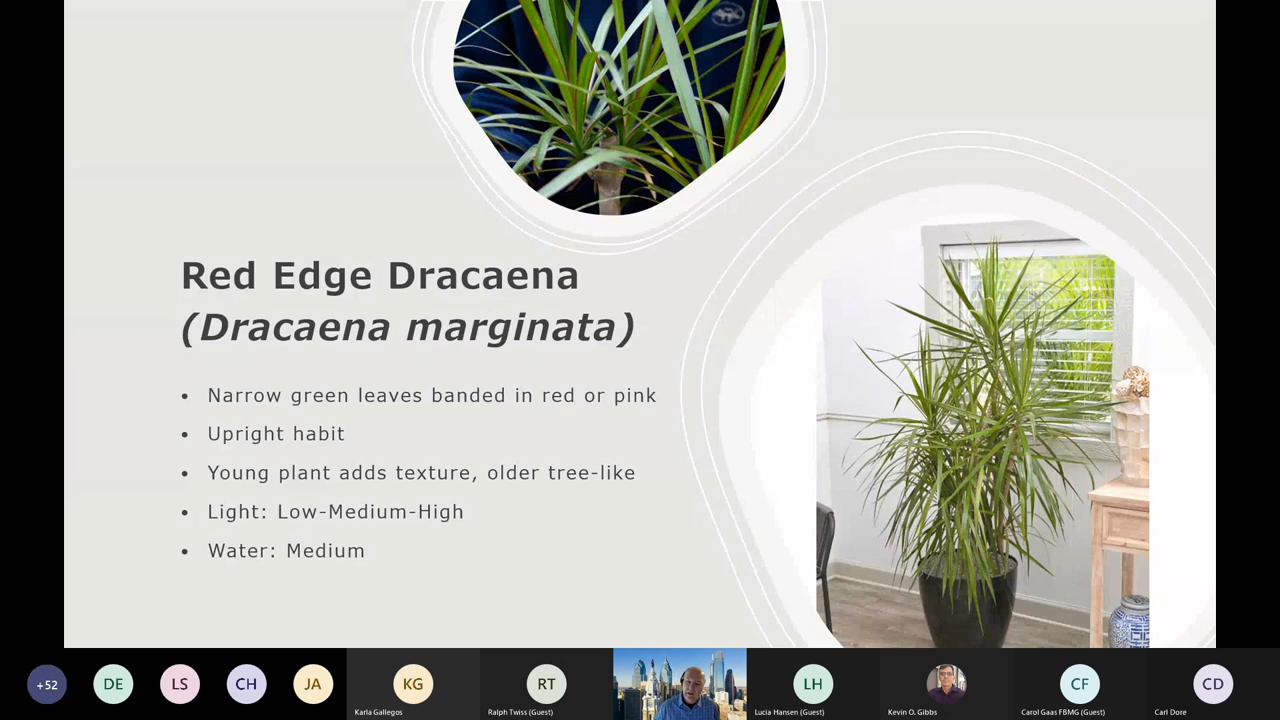 Red Edge Dracaena
(Dracaena marginata)
• Narrow green leaves banded in red or pink
• Upright habit
• Young plant adds texture, older tree-like
• Light: Low-Medium-High
• Water: Medium
+52
DE
LS
CH
JA
KG
RT
LH
CF
CD
Karla Gallegos
Ralph Twiss (Guest)
Lucia Hansen (Guest)
Kevin O. Gibbs
Carol Gaas FBMG (Guest)
Carl Dore